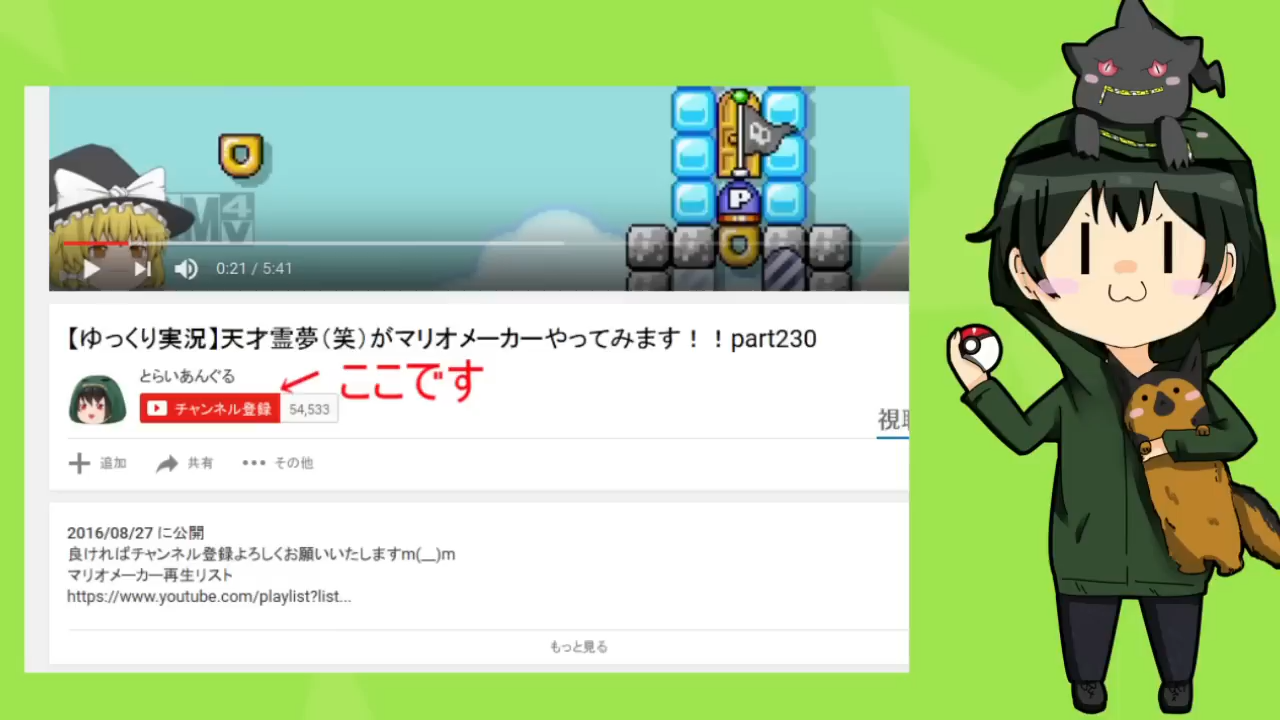 P
M4V
0:21 / 5:41
【ゆっくり実況】天才霊夢（笑）がマリオメーカーやってみます！！part230
とらいあんぐる
ここです
チャンネル登録 54,533
視聴
追加 共有 その他
2016/08/27 に公開
良ければチャンネル登録よろしくお願いいたしますm(__)m
マリオメーカー再生リスト
https://www.youtube.com/playlist?list...
もっと見る